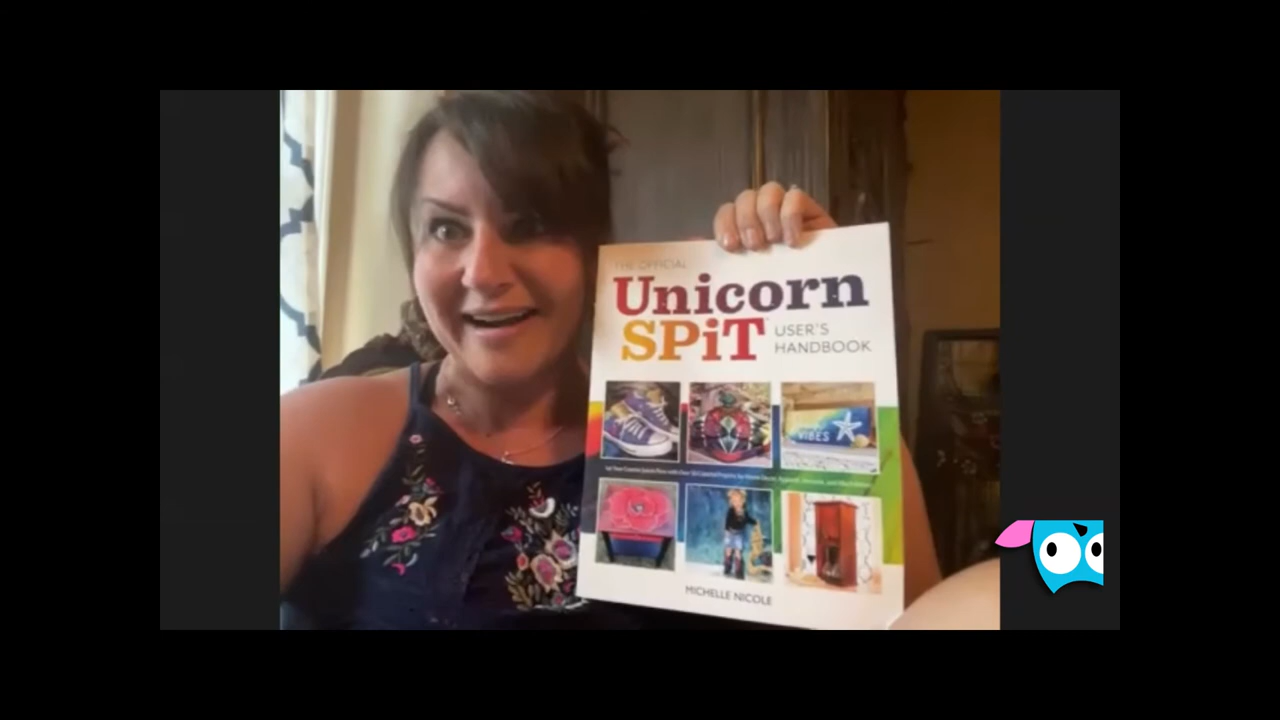 THE OFFICIAL
Unicorn
SPiT
USER'S
HANDBOOK
VIBES
MICHELLE NICOLE